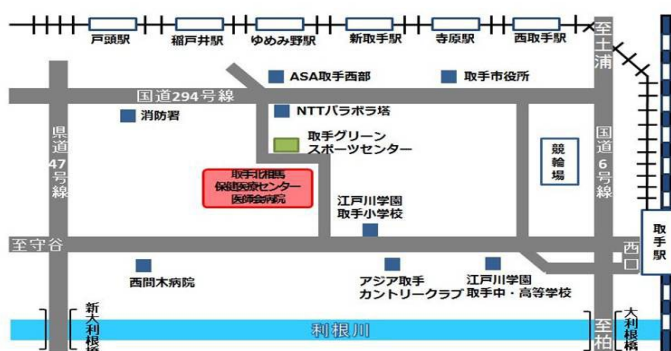 戸頭駅
稲戸井駅
ゆめみ野駅
新取手駅
寺原駅
西取手駅
至土浦
ASA取手西部
取手市役所
国道294号線
消防署
NTTパラボラ塔
取手グリーン
スポーツセンター
県道47号線
競輪場
国道6号線
取手北相馬
保健医療センター
医師会病院
江戸川学園
取手小学校
取手駅
至守谷
西口
西間木病院
アジア取手
カントリークラブ
江戸川学園
取手中・高等学校
新大利根橋
利根川
至柏
大利根橋